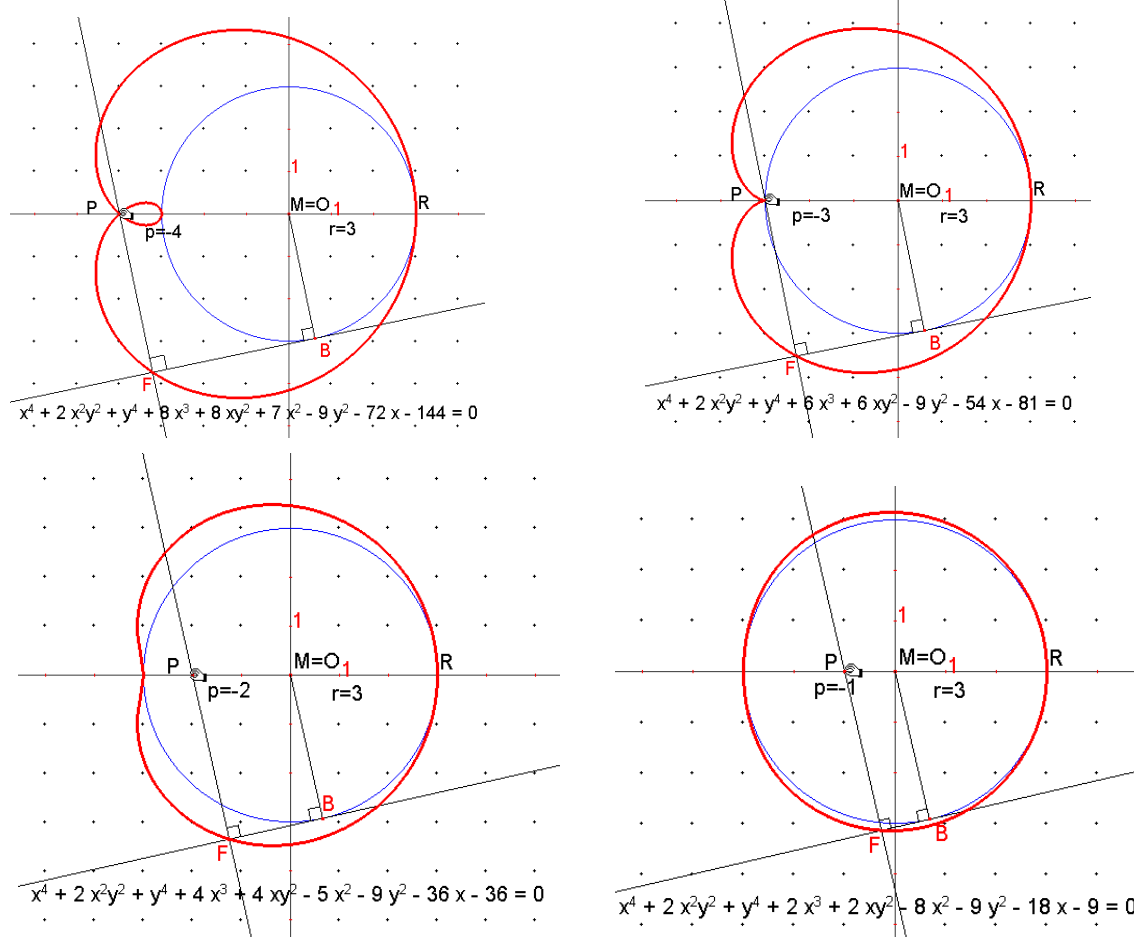 1
P
M=O
1
R
p=-4
r=3
B
F
x⁴ + 2 x²y² + y⁴ + 8 x³ + 8 xy² + 7 x² - 9 y² - 72 x - 144 = 0
1
P
M=O
1
R
p=-3
r=3
B
F
x⁴ + 2 x²y² + y⁴ + 6 x³ + 6 xy² - 9 y² - 54 x - 81 = 0
1
P
M=O
1
R
p=-2
r=3
B
F
x⁴ + 2 x²y² + y⁴ + 4 x³ + 4 xy² - 5 x² - 9 y² - 36 x - 36 = 0
1
P
M=O
1
R
p=-1
r=3
B
F
x⁴ + 2 x²y² + y⁴ + 2 x³ + 2 xy² - 8 x² - 9 y² - 18 x - 9 = 0